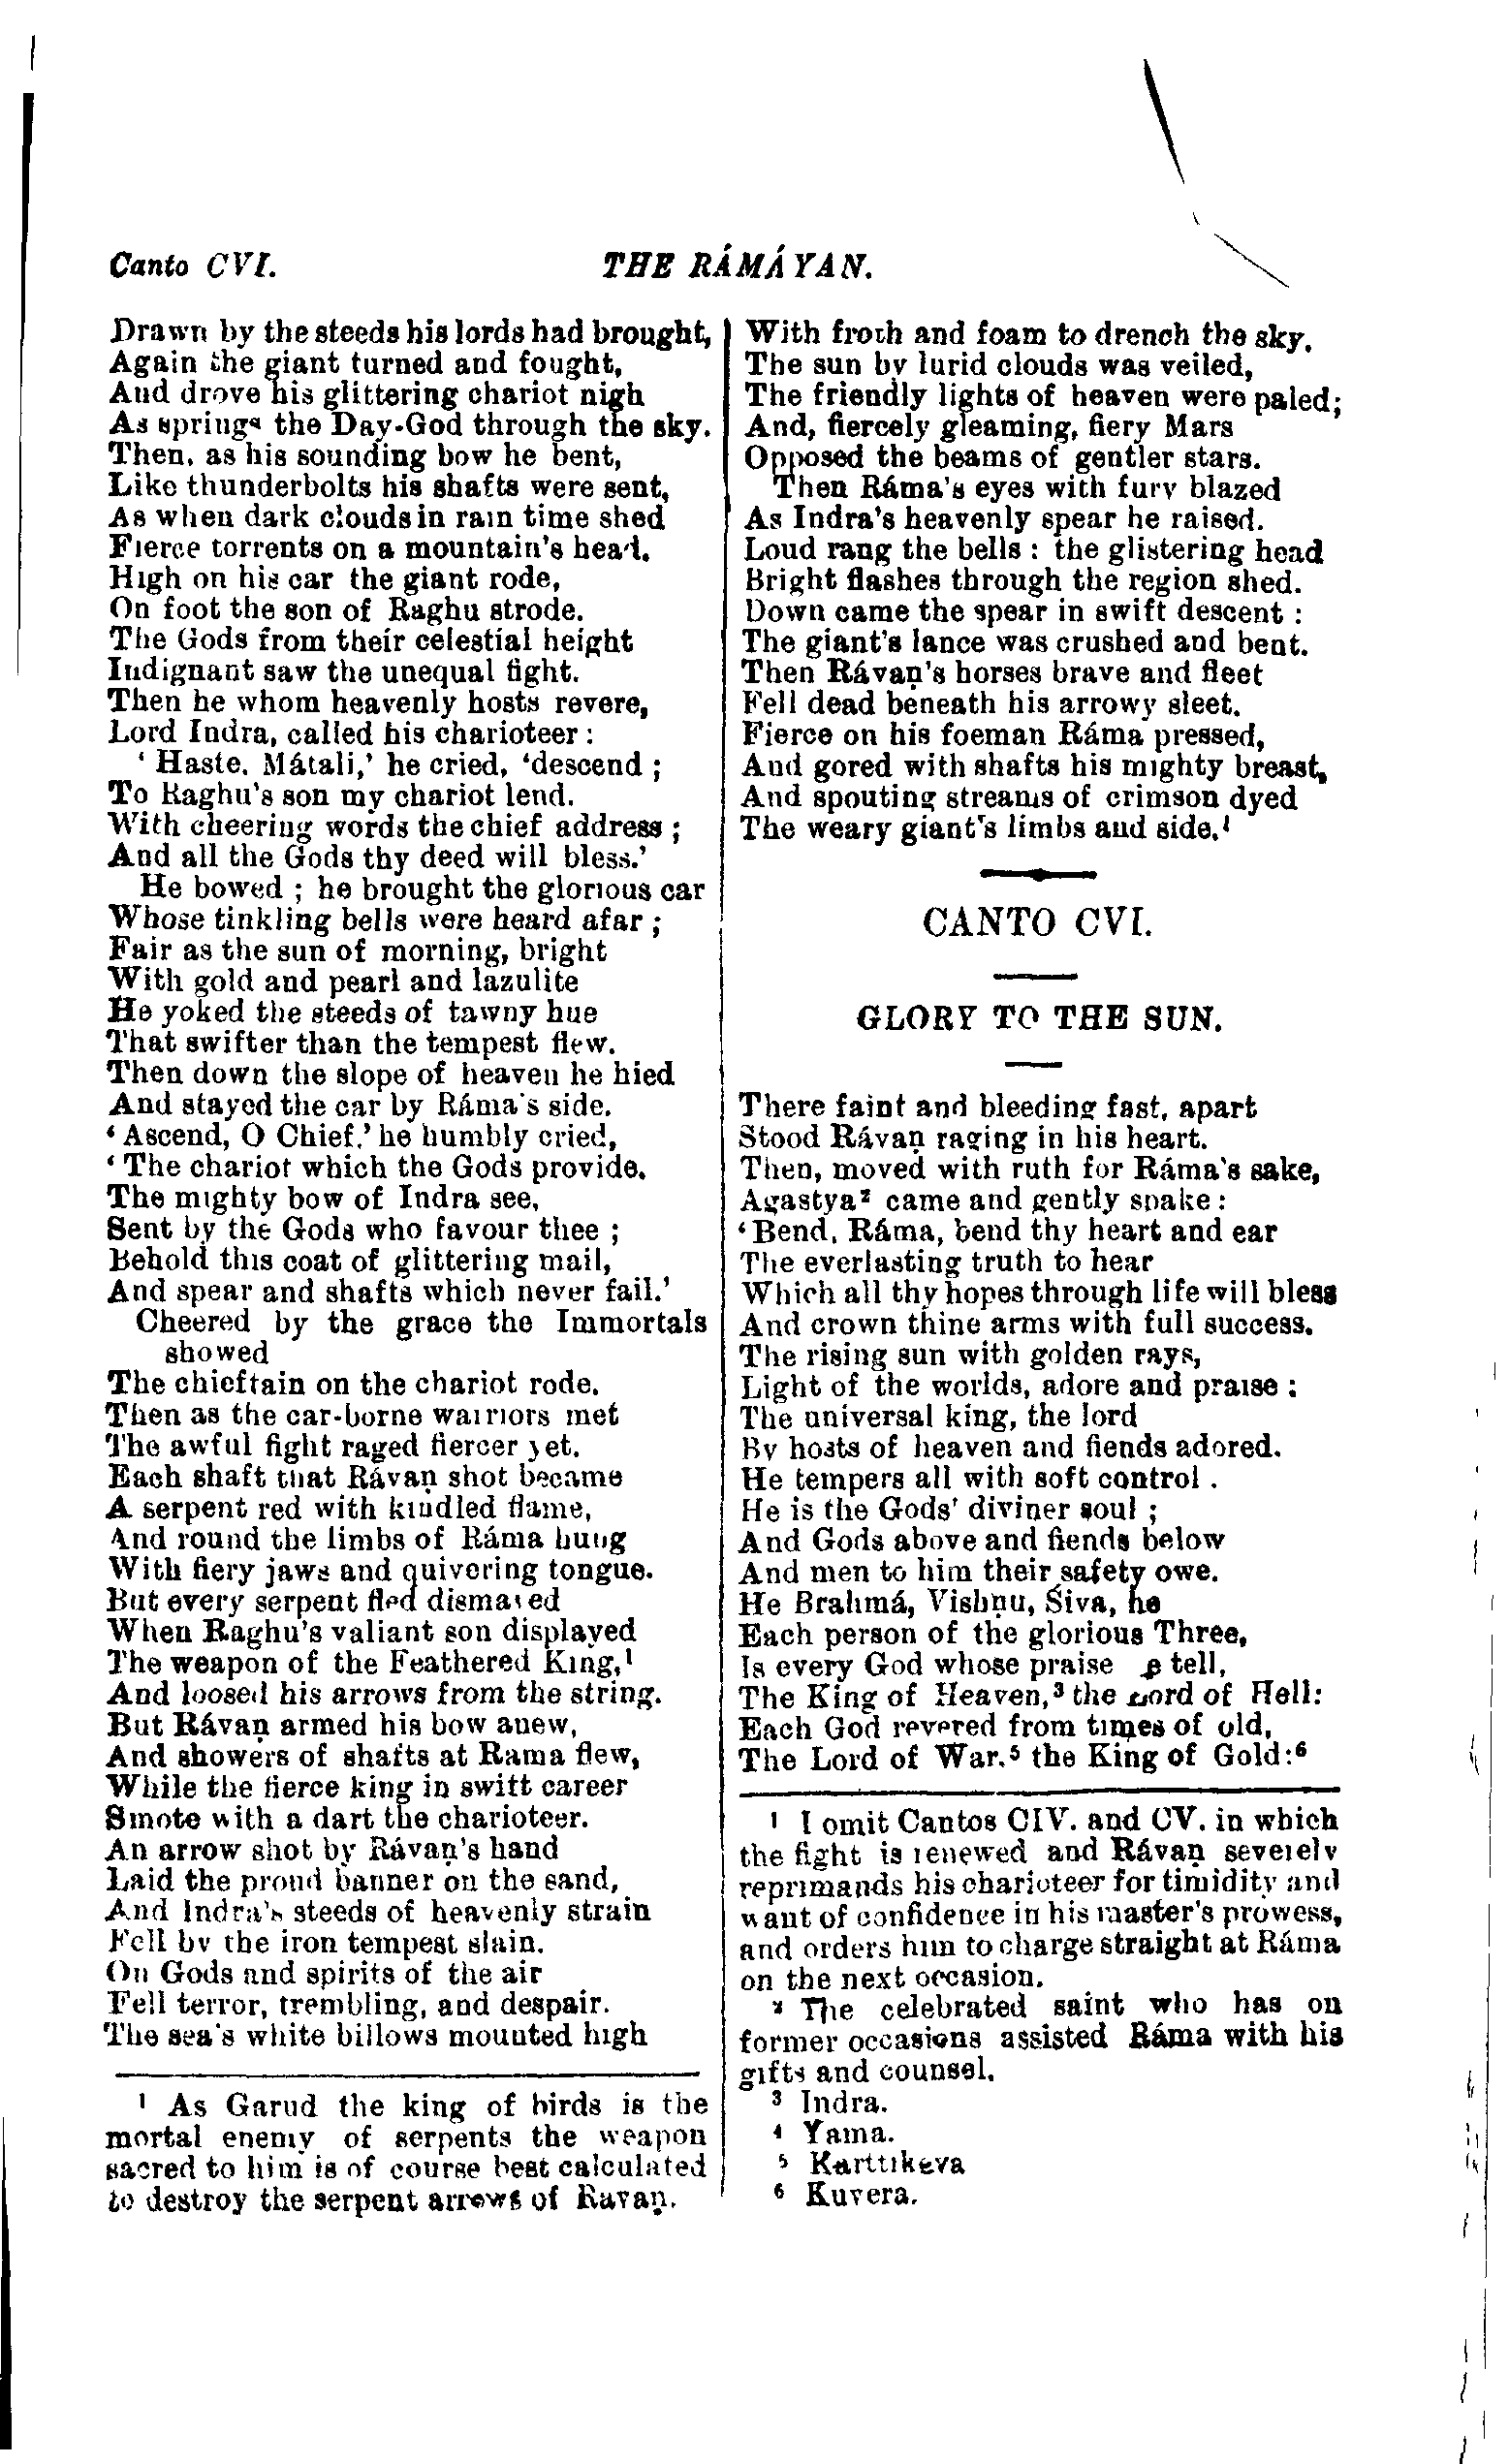 Canto CVI. THE RÁMÁYAN.
Drawn by the steeds his lords had brought,
Again the giant turned and fought,
And drove his glittering chariot nigh
As springs the Day-God through the sky.
Then, as his sounding bow he bent,
Like thunderbolts his shafts were sent,
As when dark clouds in rain time shed
Fierce torrents on a mountain's head.
High on his car the giant rode,
On foot the son of Raghu strode.
The Gods from their celestial height
Indignant saw the unequal fight.
Then he whom heavenly hosts revere,
Lord Indra, called his charioteer:
'Haste, Mátali,' he cried, 'descend;
To Raghu's son my chariot lend.
With cheering words the chief address;
And all the Gods thy deed will bless.'
He bowed; he brought the glorious car
Whose tinkling bells were heard afar;
Fair as the sun of morning, bright
With gold and pearl and lazulite
He yoked the steeds of tawny hue
That swifter than the tempest flew.
Then down the slope of heaven he hied
And stayed the car by Ráma's side.
'Ascend, O Chief,' he humbly cried,
'The chariot which the Gods provide.
The mighty bow of Indra see,
Sent by the Gods who favour thee;
Behold this coat of glittering mail,
And spear and shafts which never fail.'
Cheered by the grace the Immortals
showed
The chieftain on the chariot rode.
Then as the car-borne warriors met
The awful fight raged fiercer yet.
Each shaft that Rávaṇ shot became
A serpent red with kindled flame,
And round the limbs of Ráma hung
With fiery jaws and quivering tongue.
But every serpent fled dismayed
When Raghu's valiant son displayed
The weapon of the Feathered King,¹
And loosed his arrows from the string.
But Rávaṇ armed his bow anew,
And showers of shafts at Rama flew,
While the fierce king in swift career
Smote with a dart the charioteer.
An arrow shot by Rávaṇ's hand
Laid the proud banner on the sand,
And Indra's steeds of heavenly strain
Fell by the iron tempest slain.
On Gods and spirits of the air
Fell terror, trembling, and despair.
The sea's white billows mounted high
¹ As Garud the king of birds is the
mortal enemy of serpents the weapon
sacred to him is of course best calculated
to destroy the serpent arrows of Ravaṇ.
With froth and foam to drench the sky.
The sun by lurid clouds was veiled,
The friendly lights of heaven were paled;
And, fiercely gleaming, fiery Mars
Opposed the beams of gentler stars.
Then Ráma's eyes with fury blazed
As Indra's heavenly spear he raised.
Loud rang the bells: the glistering head
Bright flashes through the region shed.
Down came the spear in swift descent:
The giant's lance was crushed and bent.
Then Rávaṇ's horses brave and fleet
Fell dead beneath his arrowy sleet.
Fierce on his foeman Ráma pressed,
And gored with shafts his mighty breast,
And spouting streams of crimson dyed
The weary giant's limbs and side.¹
CANTO CVI.
GLORY TO THE SUN.
There faint and bleeding fast, apart
Stood Rávaṇ raging in his heart.
Then, moved with ruth for Ráma's sake,
Agastya² came and gently spake:
'Bend, Ráma, bend thy heart and ear
The everlasting truth to hear
Which all thy hopes through life will bless
And crown thine arms with full success.
The rising sun with golden rays,
Light of the worlds, adore and praise:
The universal king, the lord
By hosts of heaven and fiends adored.
He tempers all with soft control.
He is the Gods' diviner soul;
And Gods above and fiends below
And men to him their safety owe.
He Brahmá, Vishṇu, Śiva, he
Each person of the glorious Three,
Is every God whose praise tell,
The King of Heaven,³ the Lord of Hell:
Each God revered from times of old,
The Lord of War,⁵ the King of Gold:⁶
¹ I omit Cantos CIV. and CV. in which
the fight is renewed and Rávaṇ severely
reprimands his charioteer for timidity and
want of confidence in his master's prowess,
and orders him to charge straight at Ráma
on the next occasion.
² The celebrated saint who has on
former occasions assisted Ráma with his
gifts and counsel.
³ Indra.
⁴ Yama.
⁵ Kárttikeya
⁶ Kuvera.